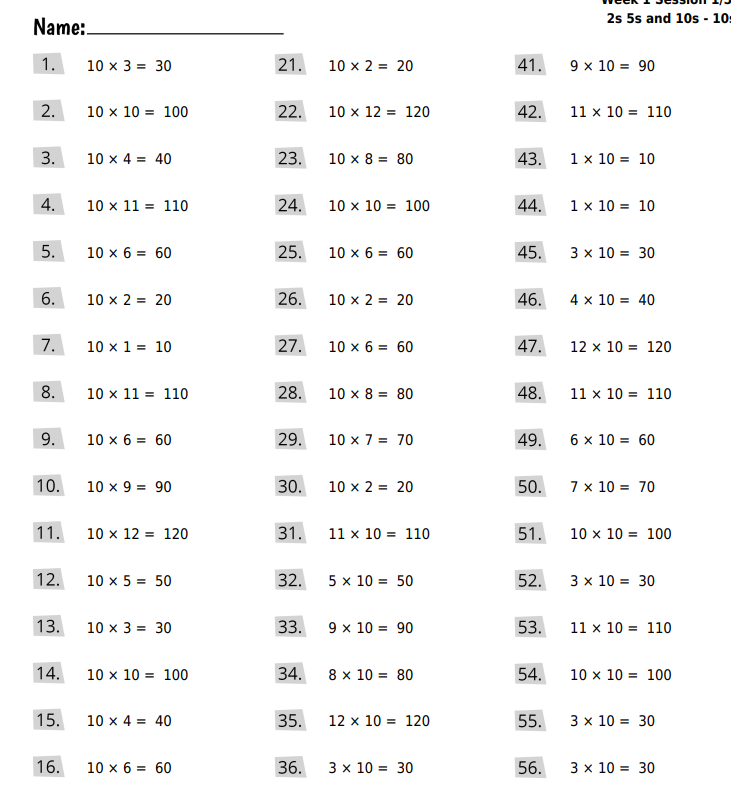 Week 1 Session 1/5
2s 5s and 10s - 10s
Name:
1. 10 × 3 = 30
2. 10 × 10 = 100
3. 10 × 4 = 40
4. 10 × 11 = 110
5. 10 × 6 = 60
6. 10 × 2 = 20
7. 10 × 1 = 10
8. 10 × 11 = 110
9. 10 × 6 = 60
10. 10 × 9 = 90
11. 10 × 12 = 120
12. 10 × 5 = 50
13. 10 × 3 = 30
14. 10 × 10 = 100
15. 10 × 4 = 40
16. 10 × 6 = 60
21. 10 × 2 = 20
22. 10 × 12 = 120
23. 10 × 8 = 80
24. 10 × 10 = 100
25. 10 × 6 = 60
26. 10 × 2 = 20
27. 10 × 6 = 60
28. 10 × 8 = 80
29. 10 × 7 = 70
30. 10 × 2 = 20
31. 11 × 10 = 110
32. 5 × 10 = 50
33. 9 × 10 = 90
34. 8 × 10 = 80
35. 12 × 10 = 120
36. 3 × 10 = 30
41. 9 × 10 = 90
42. 11 × 10 = 110
43. 1 × 10 = 10
44. 1 × 10 = 10
45. 3 × 10 = 30
46. 4 × 10 = 40
47. 12 × 10 = 120
48. 11 × 10 = 110
49. 6 × 10 = 60
50. 7 × 10 = 70
51. 10 × 10 = 100
52. 3 × 10 = 30
53. 11 × 10 = 110
54. 10 × 10 = 100
55. 3 × 10 = 30
56. 3 × 10 = 30